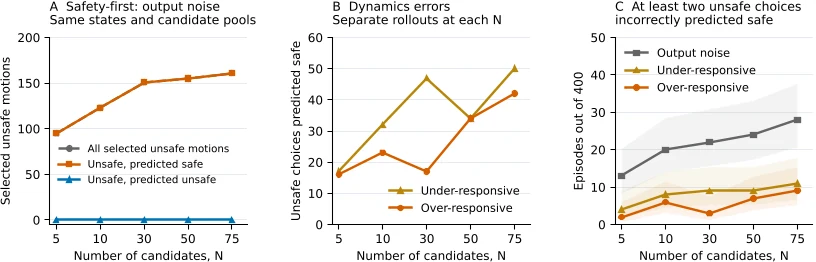 A Safety-first: output noise
Same states and candidate pools
Selected unsafe motions
200
150
100
50
0
All selected unsafe motions
Unsafe, predicted safe
Unsafe, predicted unsafe
5 10 30 50 75
Number of candidates, N
B Dynamics errors
Separate rollouts at each N
Unsafe choices predicted safe
60
50
40
30
20
10
0
Under-responsive
Over-responsive
5 10 30 50 75
Number of candidates, N
C At least two unsafe choices
incorrectly predicted safe
Episodes out of 400
50
40
30
20
10
0
Output noise
Under-responsive
Over-responsive
5 10 30 50 75
Number of candidates, N